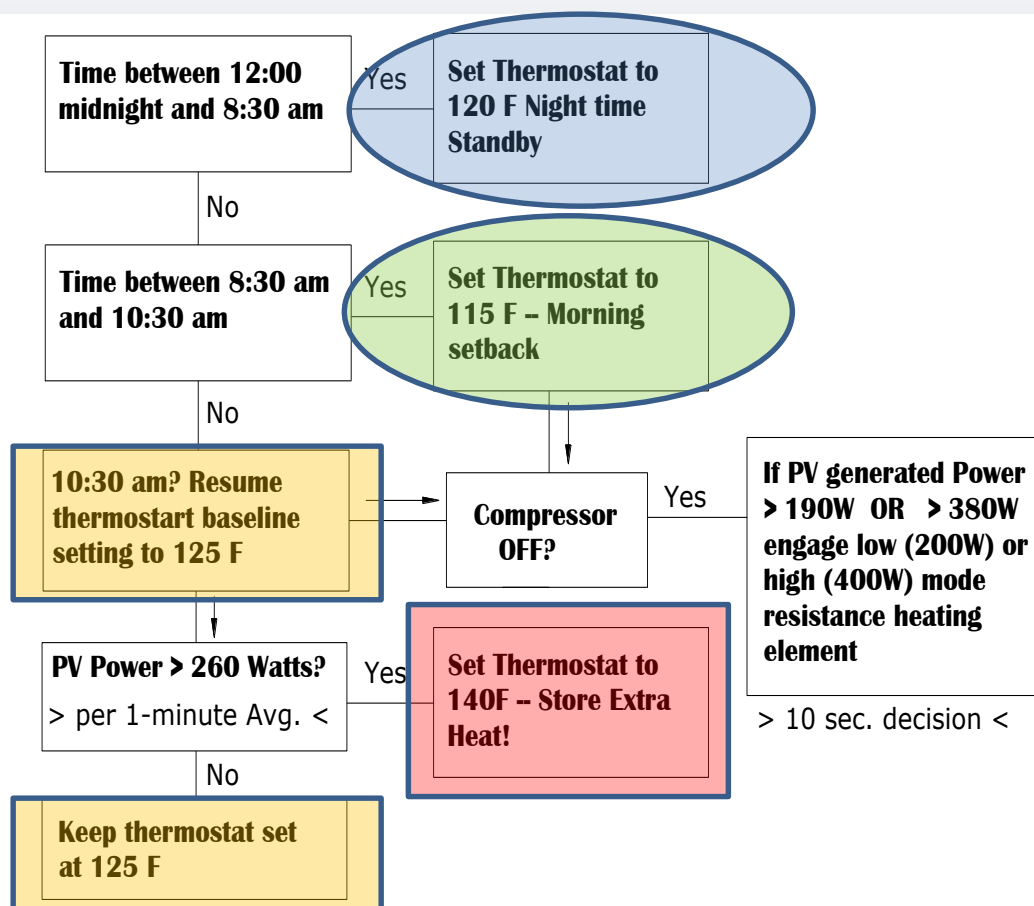 Time between 12:00
midnight and 8:30 am
Yes
Set Thermostat to
120 F Night time
Standby
No
Time between 8:30 am
and 10:30 am
Yes
Set Thermostat to
115 F – Morning
setback
No
10:30 am? Resume
thermostart baseline
setting to 125 F
Compressor
OFF?
Yes
If PV generated Power
> 190W OR > 380W
engage low (200W) or
high (400W) mode
resistance heating
element
> 10 sec. decision <
PV Power > 260 Watts?
> per 1-minute Avg. <
Yes
Set Thermostat to
140F – Store Extra
Heat!
No
Keep thermostat set
at 125 F